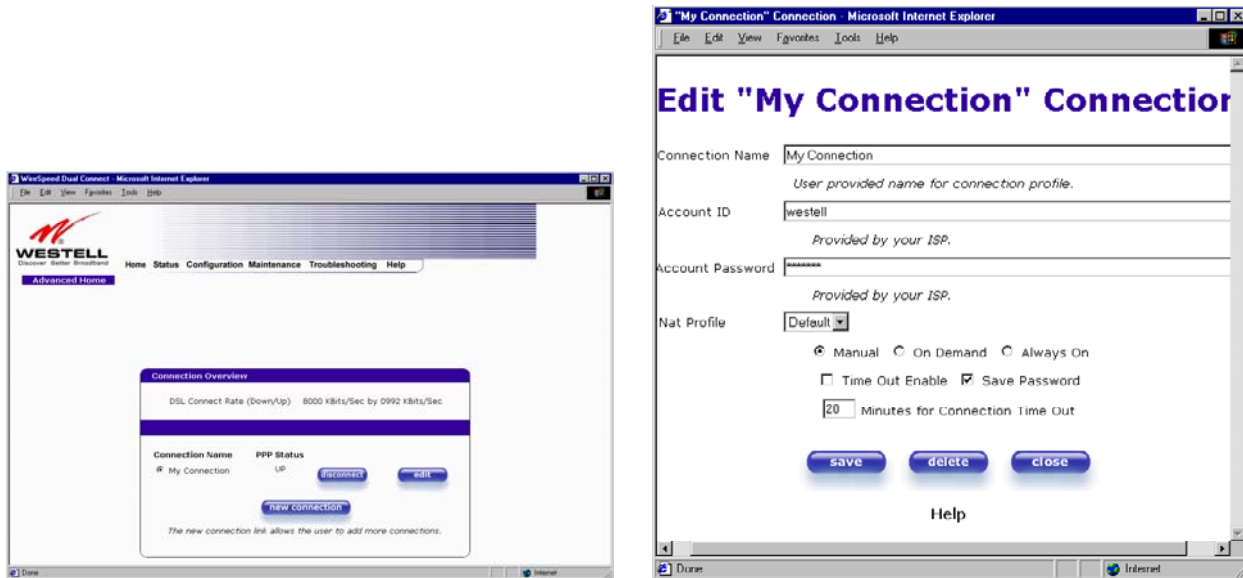 WireSpeed Dual Connect - Microsoft Internet Explorer
File Edit View Favorites Tools Help
WESTELL
Discover Better Broadband
Home Status Configuration Maintenance Troubleshooting Help
Advanced Home
Connection Overview
DSL Connect Rate (Down/Up) 8000 KBits/Sec by 0992 KBits/Sec
Connection Name PPP Status
My Connection UP disconnect edit
new connection
The new connection link allows the user to add more connections.
Done Internet
"My Connection" Connection - Microsoft Internet Explorer
File Edit View Favorites Tools Help
Edit "My Connection" Connection
Connection Name My Connection
User provided name for connection profile.
Account ID westell
Provided by your ISP.
Account Password *******
Provided by your ISP.
Nat Profile Default
Manual On Demand Always On
Time Out Enable Save Password
20 Minutes for Connection Time Out
save delete close
Help
Done Internet